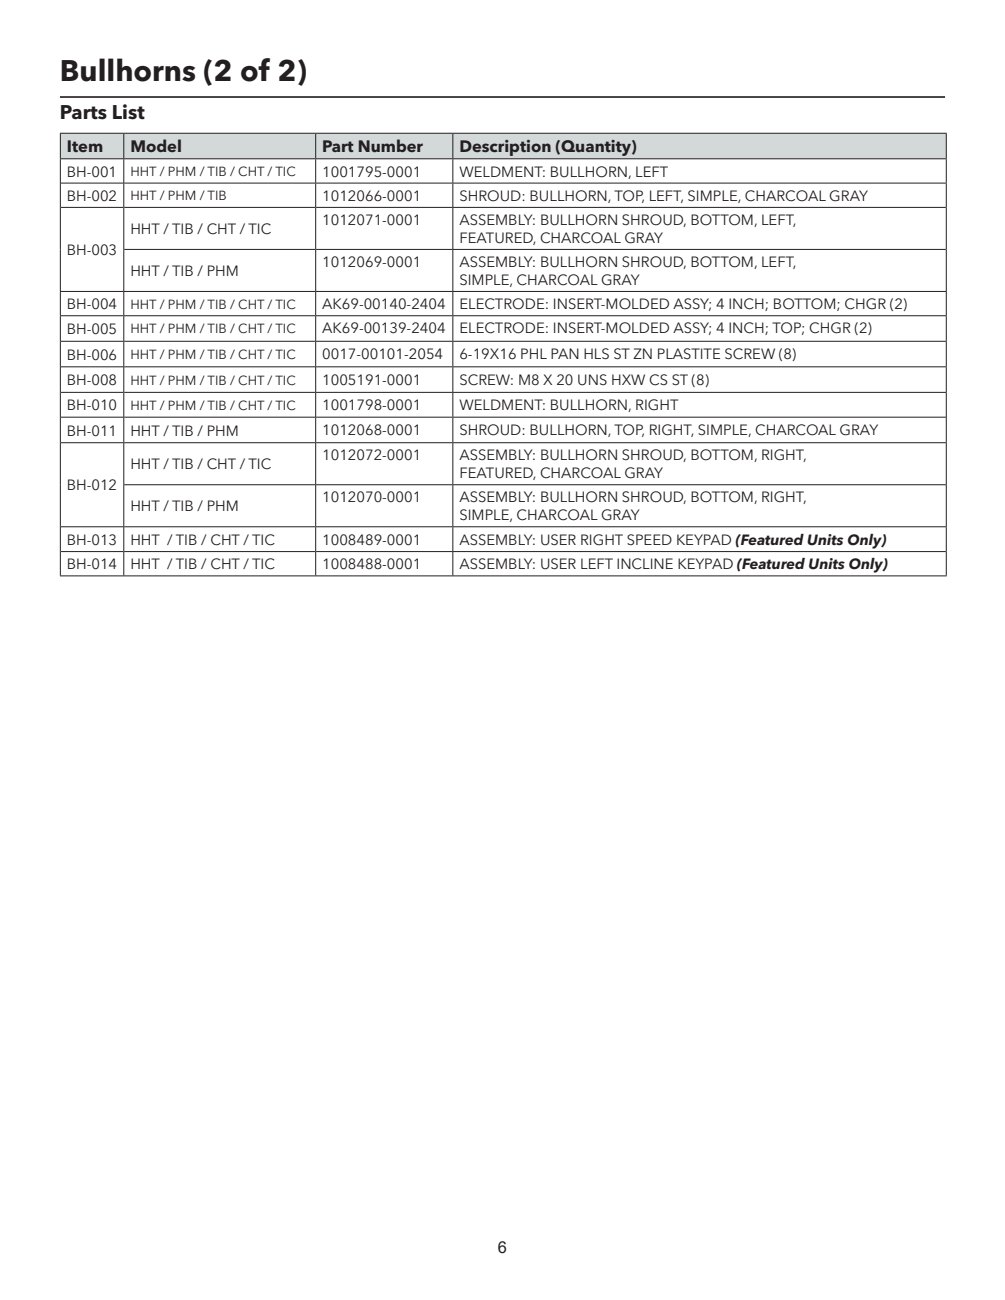 Bullhorns (2 of 2)
Parts List
Item Model Part Number Description (Quantity)
BH-001 HHT / PHM / TIB / CHT / TIC 1001795-0001 WELDMENT: BULLHORN, LEFT
BH-002 HHT / PHM / TIB 1012066-0001 SHROUD: BULLHORN, TOP, LEFT, SIMPLE, CHARCOAL GRAY
BH-003 HHT / TIB / CHT / TIC 1012071-0001 ASSEMBLY: BULLHORN SHROUD, BOTTOM, LEFT,
FEATURED, CHARCOAL GRAY
HHT / TIB / PHM 1012069-0001 ASSEMBLY: BULLHORN SHROUD, BOTTOM, LEFT,
SIMPLE, CHARCOAL GRAY
BH-004 HHT / PHM / TIB / CHT / TIC AK69-00140-2404 ELECTRODE: INSERT-MOLDED ASSY; 4 INCH; BOTTOM; CHGR (2)
BH-005 HHT / PHM / TIB / CHT / TIC AK69-00139-2404 ELECTRODE: INSERT-MOLDED ASSY; 4 INCH; TOP; CHGR (2)
BH-006 HHT / PHM / TIB / CHT / TIC 0017-00101-2054 6-19X16 PHL PAN HLS ST ZN PLASTITE SCREW (8)
BH-008 HHT / PHM / TIB / CHT / TIC 1005191-0001 SCREW: M8 X 20 UNS HXW CS ST (8)
BH-010 HHT / PHM / TIB / CHT / TIC 1001798-0001 WELDMENT: BULLHORN, RIGHT
BH-011 HHT / TIB / PHM 1012068-0001 SHROUD: BULLHORN, TOP, RIGHT, SIMPLE, CHARCOAL GRAY
BH-012 HHT / TIB / CHT / TIC 1012072-0001 ASSEMBLY: BULLHORN SHROUD, BOTTOM, RIGHT,
FEATURED, CHARCOAL GRAY
HHT / TIB / PHM 1012070-0001 ASSEMBLY: BULLHORN SHROUD, BOTTOM, RIGHT,
SIMPLE, CHARCOAL GRAY
BH-013 HHT / TIB / CHT / TIC 1008489-0001 ASSEMBLY: USER RIGHT SPEED KEYPAD (Featured Units Only)
BH-014 HHT / TIB / CHT / TIC 1008488-0001 ASSEMBLY: USER LEFT INCLINE KEYPAD (Featured Units Only)
6